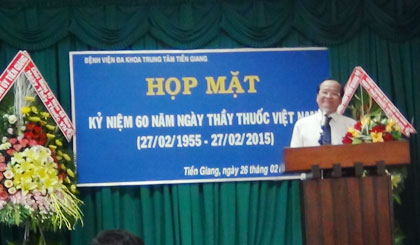 BỆNH VIỆN ĐA KHOA TRUNG TÂM TIỀN GIANG
HỌP MẶT
KỶ NIỆM 60 NĂM NGÀY THẦY THUỐC VIỆT NAM
(27/02/1955 - 27/02/2015)
Tiền Giang, ngày 26 tháng 02